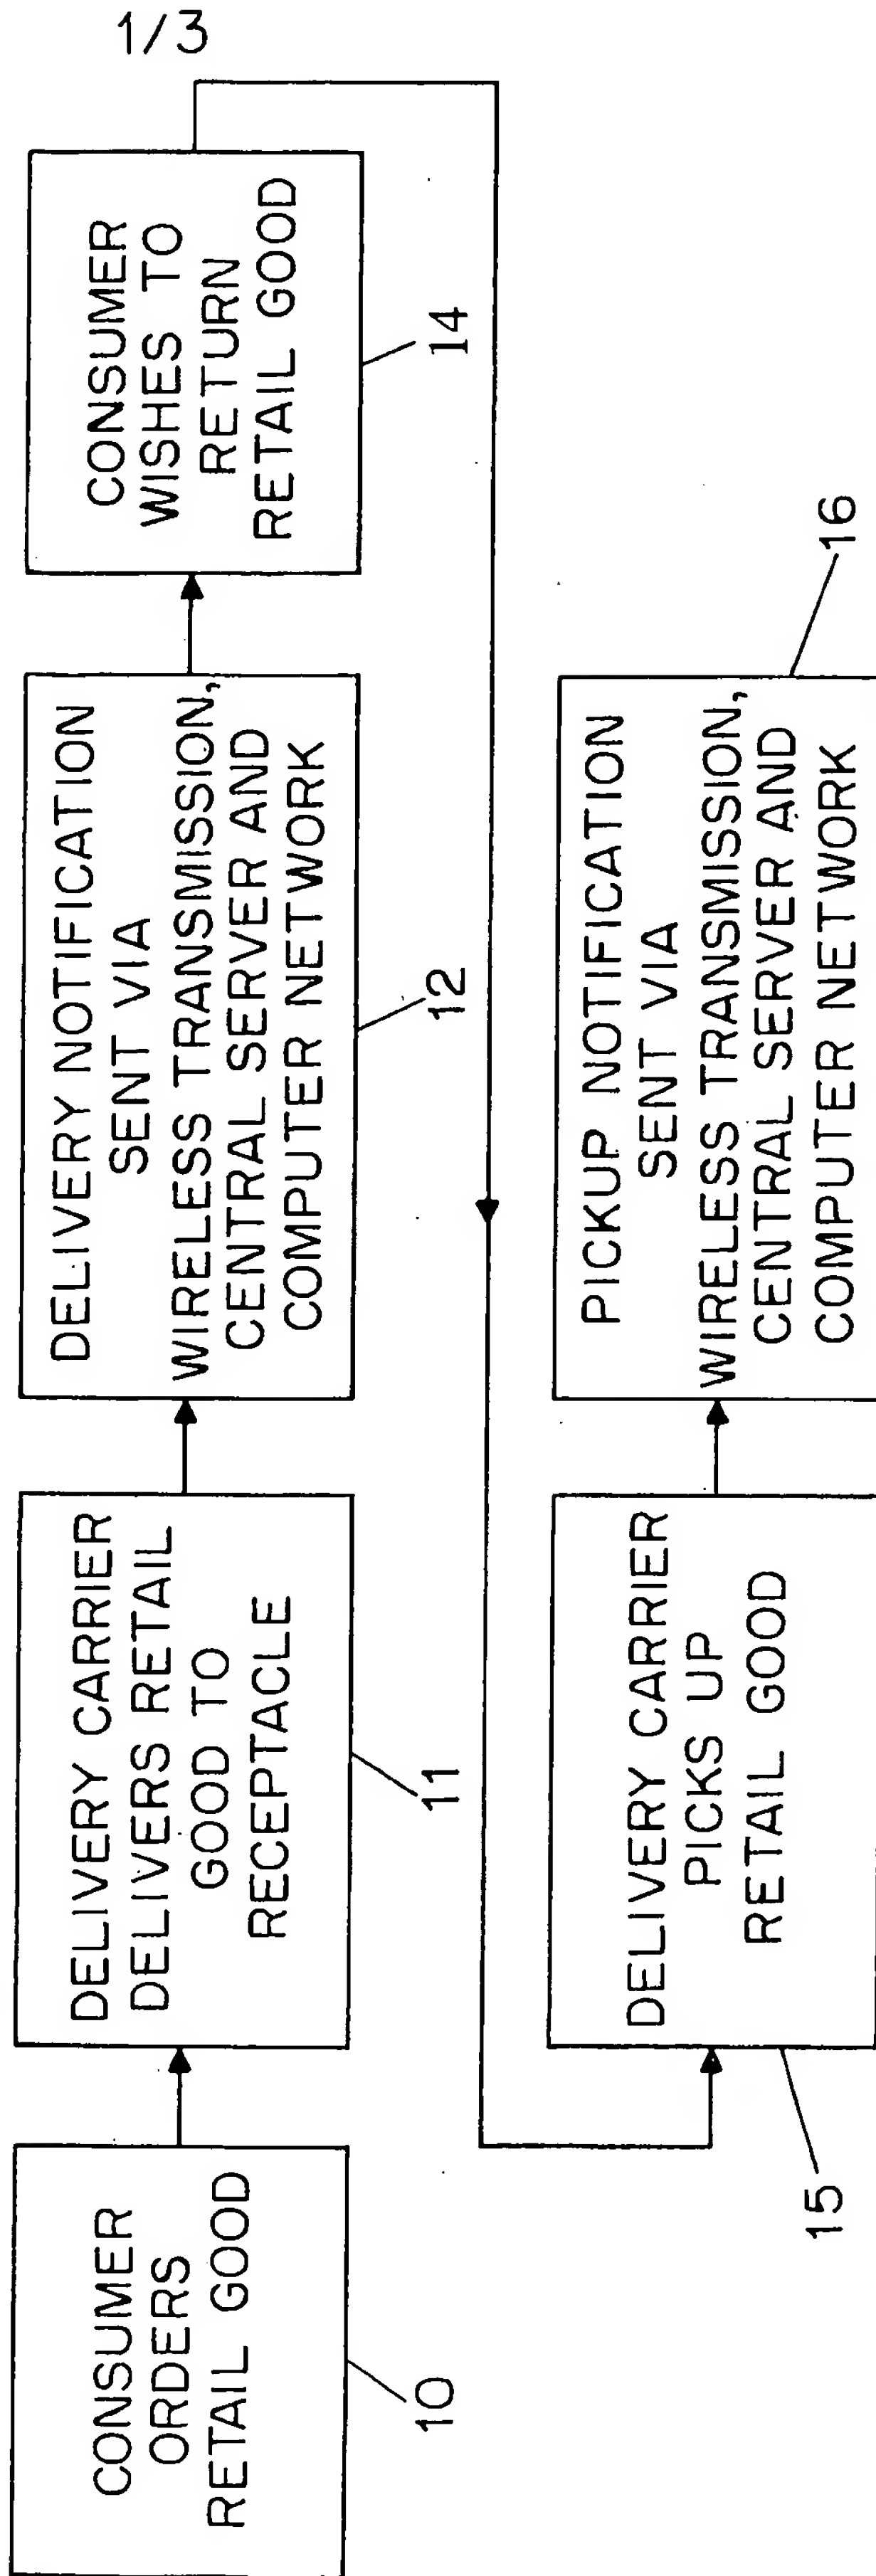 1/3
CONSUMER
ORDERS
RETAIL GOOD
10
DELIVERY CARRIER
DELIVERS RETAIL
GOOD TO
RECEPTACLE
11
DELIVERY NOTIFICATION
SENT VIA
WIRELESS TRANSMISSION,
CENTRAL SERVER AND
COMPUTER NETWORK
12
CONSUMER
WISHES TO
RETURN
RETAIL GOOD
14
DELIVERY CARRIER
PICKS UP
RETAIL GOOD
15
PICKUP NOTIFICATION
SENT VIA
WIRELESS TRANSMISSION,
CENTRAL SERVER AND
COMPUTER NETWORK
16